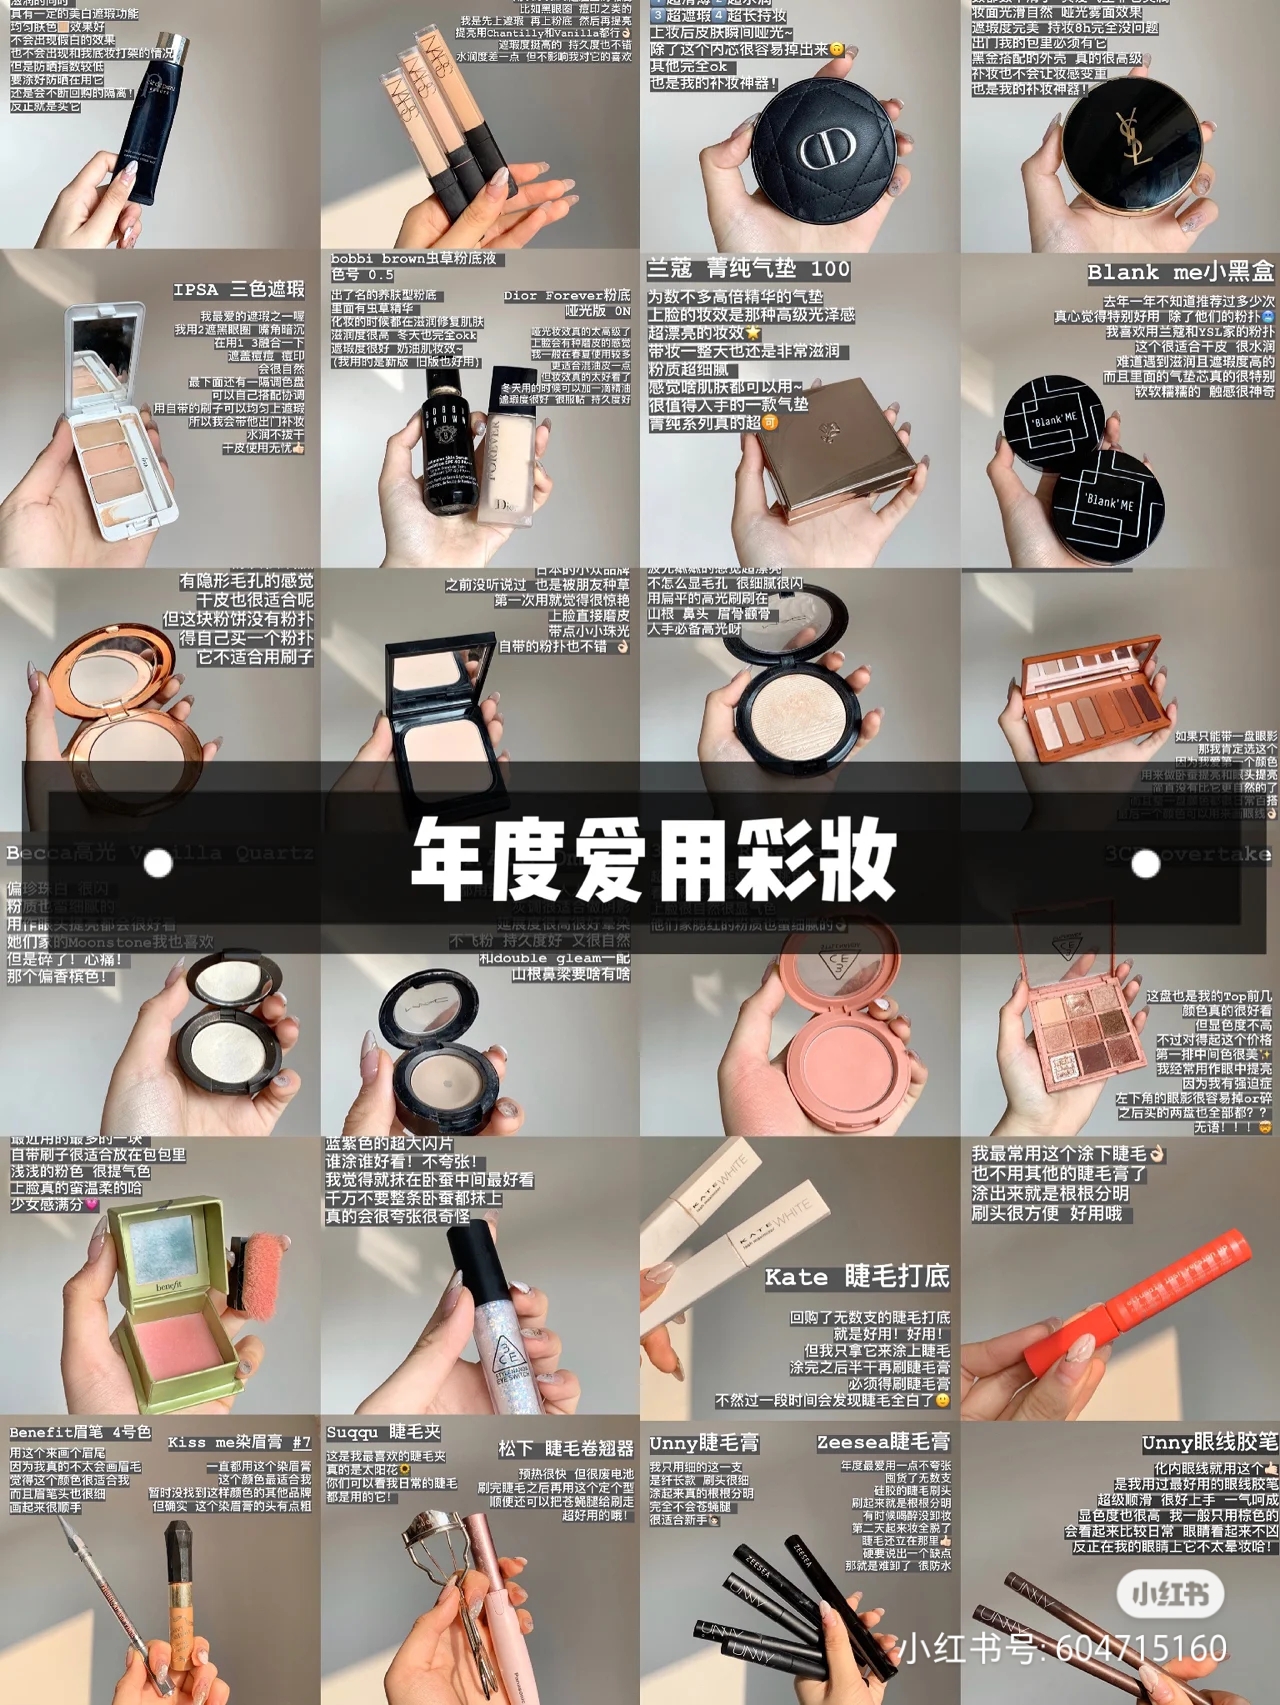 滋润的同时
真有一定的美白遮瑕功能
均匀肤色效果好
不会出现假白的效果
也不会出现和我底妆打架的情况
但是防晒指数较低
要涂好防晒在用它
还是会不断回购的隔离！
反正就是买它
比如黑眼圈 痘印之类的
我是先上遮瑕 再上粉底 然后再提亮
提亮用Chantilly和Vanilla都行👌🏻
遮瑕度挺高的 持久度也不错
水润度差一点 但不影响我对它的喜欢
NARS
NARS
NARS
3 超遮瑕 4 超长持妆
上妆后皮肤瞬间哑光~
除了这个内芯很容易掉出来
其他完全ok
也是我的补妆神器！
CD
妆面光滑自然 哑光雾面效果
遮瑕度完美 持妆8h完全没问题
出门我的包里必须有它
黑金搭配的外壳 真的很高级
补妆也不会让妆感变重
也是我的补妆神器！
YSL
IPSA 三色遮瑕
我最爱的遮瑕之一喔
我用2遮黑眼圈 嘴角暗沉
在用1 3融合一下
遮盖痘痘 痘印
会很自然
最下面还有一隔调色盘
可以自己搭配协调
用自带的刷子可以均匀上遮瑕
所以我会带他出门补妆
水润不拔干
干皮使用无忧👍🏻
bobbi brown虫草粉底液
色号 0.5
出了名的养肤型粉底
里面有虫草精华
化妆的时候都在滋润修复肌肤
滋润度很高 冬天也完全okk
遮瑕度很好 奶油肌妆效~
(我用的是新版 旧版也好用)
Dior Forever粉底
哑光版 0N
哑光妆效真的太高级了
上脸会有种磨皮的感觉
我一般在春夏使用较多
更适合混油皮一点
但妆效真的太好看了
冬天用的时候可以加一滴精油
遮瑕度很好 很服帖 持久度好
BOBBI
BROWN
FOREVER
Dior
兰蔻 菁纯气垫 100
为数不多高倍精华的气垫
上脸的妆效是那种高级光泽感
超漂亮的妆效🌟
带妆一整天也还是非常滋润
粉质超细腻
感觉啥肌肤都可以用~
很值得入手的一款气垫
菁纯系列真的超🉑
Blank me小黑盒
去年一年不知道推荐过多少次
真心觉得特别好用 除了他们的粉扑
我喜欢用兰蔻和YSL家的粉扑
这个很适合干皮 很水润
难道遇到滋润且遮瑕度高的
而且里面的气垫芯真的很特别
软软糯糯的 触感很神奇
'Blank'ME
'Blank'ME
有隐形毛孔的感觉
干皮也很适合呢
但这块粉饼没有粉扑
得自己买一个粉扑
它不适合用刷子
日本的小众品牌
之前没听说过 也是被朋友种草
第一次用就觉得很惊艳
上脸直接磨皮
带点小小珠光
自带的粉扑也不错 👌🏻
不怎么显毛孔 很细腻很闪
用扁平的高光刷刷在
山根 鼻头 眉骨颧骨
人手必备高光呀
如果只能带一盘眼影
那我肯定选这个
因为我爱第一个颜色
用来做卧蚕提亮和眼头提亮
简直没有比它更自然的了
年度爱用彩妆
Becca高光 Vanilla Quartz
偏珍珠白 很闪
粉质也蛮细腻的
用作眼头提亮都会很好看
她们家的Moonstone我也喜欢
但是碎了！心痛！
那个偏香槟色！
延展度很高很好晕染
不飞粉 持久度好 又很自然
和double gleam一配
山根鼻梁要啥有啥
他们家腮红的粉质也蛮细腻的👌🏻
3CE overtake
这盘也是我的Top前几
颜色真的很好看
但显色度不高
不过对得起这个价格
第一排中间色很美✨
我经常用作眼中提亮
因为我有强迫症
左下角的眼影很容易掉or碎
之后买的两盘也全部都？？
无语！！！🤯
最近用的最多的一块
自带刷子很适合放在包包里
浅浅的粉色 很提气色
上脸真的蛮温柔的哈
少女感满分💗
benefit
蓝紫色的超大闪片
谁涂谁好看！不夸张！
我觉得就抹在卧蚕中间最好看
千万不要整条卧蚕都抹上
真的会很夸张很奇怪
3CE
STYLENANDA
EYE SWITCH
KATE WHITE
KATE WHITE
Kate 睫毛打底
回购了无数支的睫毛打底
就是好用！好用！
但我只拿它来涂上睫毛
涂完之后半干再刷睫毛膏
必须得刷睫毛膏
不然过一段时间会发现睫毛全白了🙂
我最常用这个涂下睫毛👌🏻
也不用其他的睫毛膏了
涂出来就是根根分明
刷头很方便 好用哦
Benefit眉笔 4号色
用这个来画个眉尾
因为我真的不太会画眉毛
觉得这个颜色很适合我
而且眉笔头也很细
画起来很顺手
Kiss me染眉膏 #7
一直都用这个染眉膏
这个颜色最适合我
暂时没找到这样颜色的其他品牌
但确实 这个染眉膏的头有点粗
Suqqu 睫毛夹
这是我最喜欢的睫毛夹
真的是太阳花🌻
你们可以看我日常的睫毛
都是用的它！
松下 睫毛卷翘器
预热很快 但很废电池
刷完睫毛之后再用这个定个型
顺便还可以把苍蝇腿给刷走
超好用的哦！
Unny睫毛膏
我只用细的这一支
是纤长款 刷头很细
涂起来真的根根分明
完全不会苍蝇腿
很适合新手🙋🏻
Zeesea睫毛膏
年度最爱用一点不夸张
囤货了无数支
硅胶的睫毛刷头
刷起来就是根根分明
有时候喝醉没卸妆
第二天起来妆全脱了
睫毛还立在那里👍🏻
硬要说出一个缺点
那就是难卸了 很防水
ZEESEA
ZEESEA
UNNY
UNNY
UNNY
Unny眼线胶笔
化内眼线就用这个👆🏻
是我用过最好用的眼线胶笔
超级顺滑 很好上手 一气呵成
显色度也很高 我一般只用棕色的
会看起来比较日常 眼睛看起来不凶
反正在我的眼睛上它不太晕妆哈！
UNNY
UNNY
小红书
小红书号: 604715160